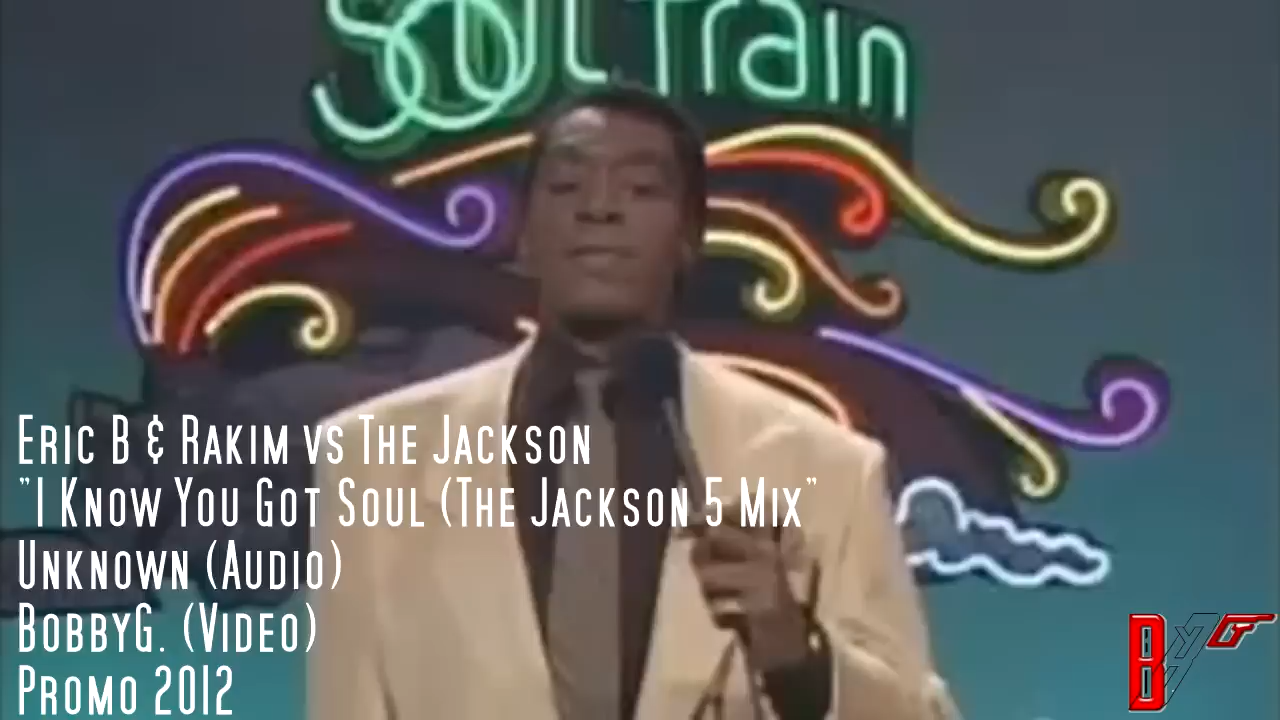 Soul Train
Eric B & Rakim vs The Jackson
"I Know You Got Soul (The Jackson 5 Mix"
Unknown (Audio)
BobbyG. (Video)
Promo 2012